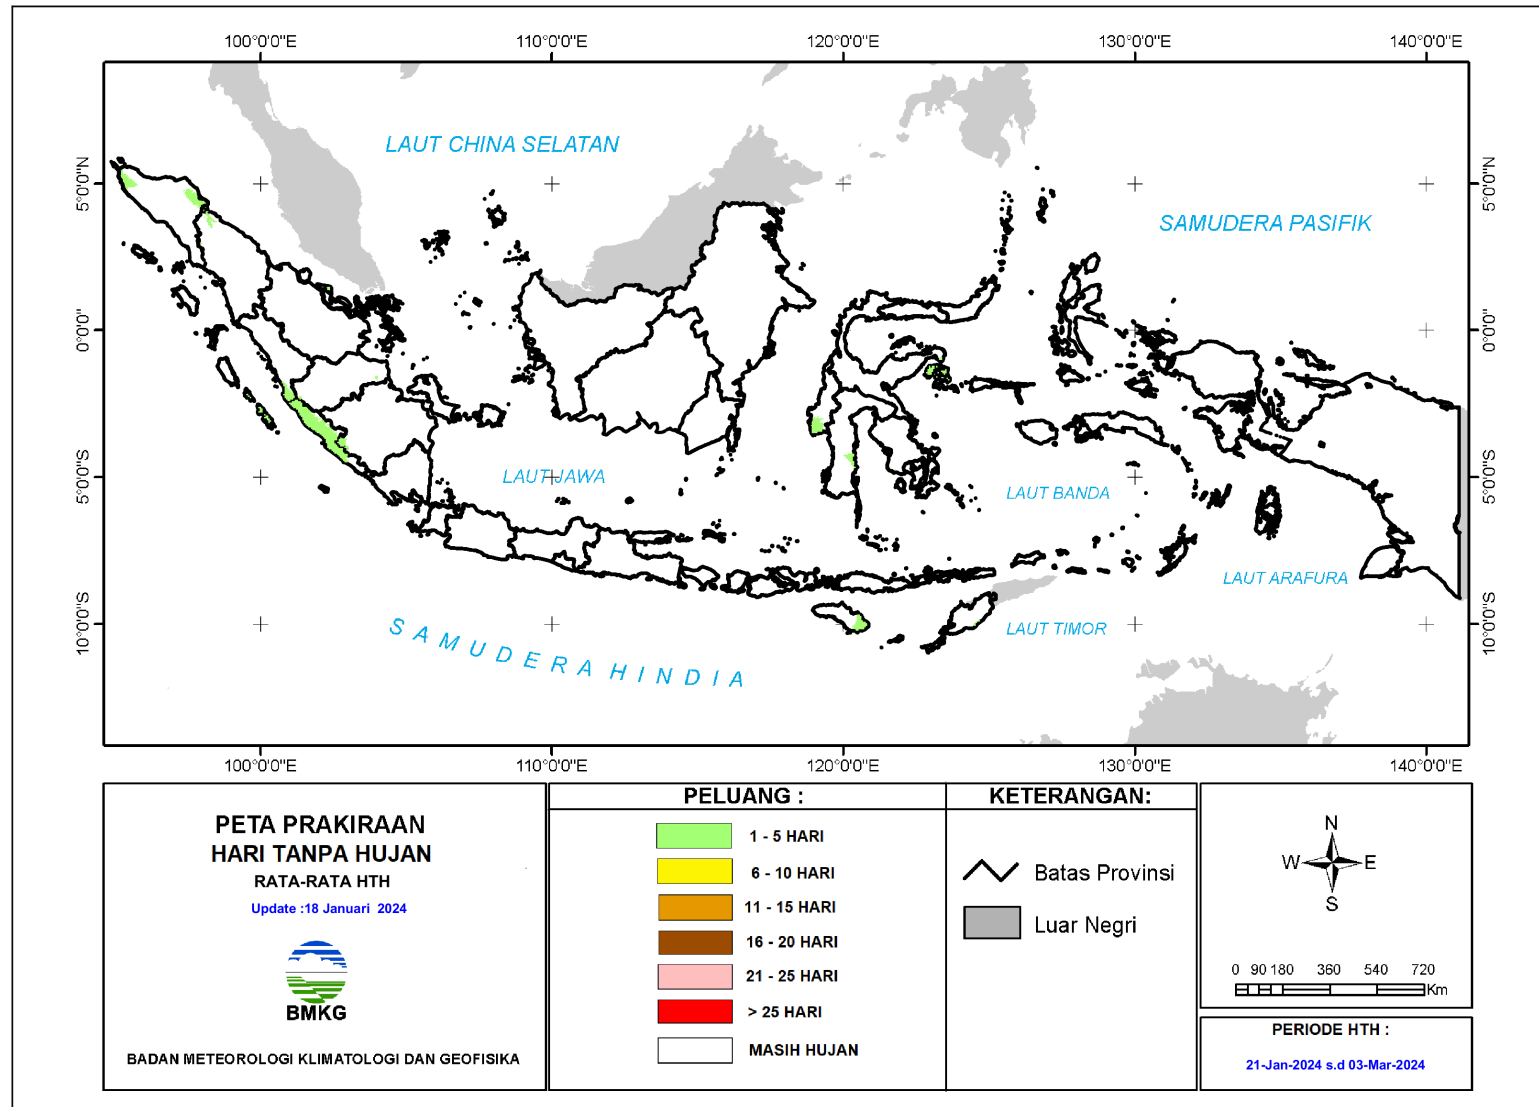 100°0'0"E 110°0'0"E 120°0'0"E 130°0'0"E 140°0'0"E
LAUT CHINA SELATAN
5°0'0"N
5°0'0"N
SAMUDERA PASIFIK
0°0'0"
0°0'0"
LAUT JAWA
LAUT BANDA
5°0'0"S
5°0'0"S
LAUT ARAFURA
LAUT TIMOR
10°0'0"S
10°0'0"S
SAMUDERA HINDIA
100°0'0"E 110°0'0"E 120°0'0"E 130°0'0"E 140°0'0"E
PETA PRAKIRAAN
HARI TANPA HUJAN
RATA-RATA HTH
Update :18 Januari 2024
BMKG
BADAN METEOROLOGI KLIMATOLOGI DAN GEOFISIKA
PELUANG :
1 - 5 HARI
6 - 10 HARI
11 - 15 HARI
16 - 20 HARI
21 - 25 HARI
> 25 HARI
MASIH HUJAN
KETERANGAN:
Batas Provinsi
Luar Negri
N
W E
S
0 90 180 360 540 720
Km
PERIODE HTH :
21-Jan-2024 s.d 03-Mar-2024